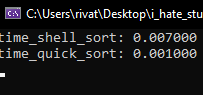 C:\Users\rivat\Desktop\i_hate_stu
time_shell_sort: 0.007000
time_quick_sort: 0.001000